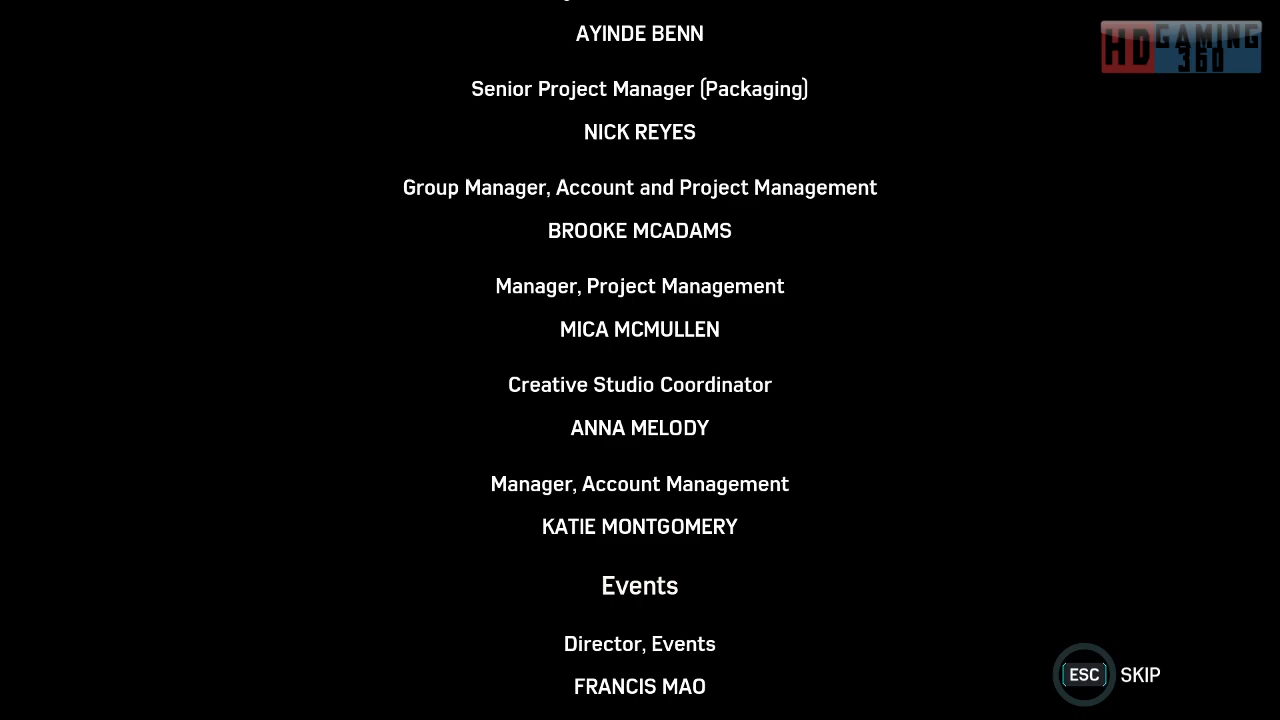 AYINDE BENN
HD GAMING
360
Senior Project Manager (Packaging)
NICK REYES
Group Manager, Account and Project Management
BROOKE MCADAMS
Manager, Project Management
MICA MCMULLEN
Creative Studio Coordinator
ANNA MELODY
Manager, Account Management
KATIE MONTGOMERY
Events
Director, Events
FRANCIS MAO
ESC SKIP